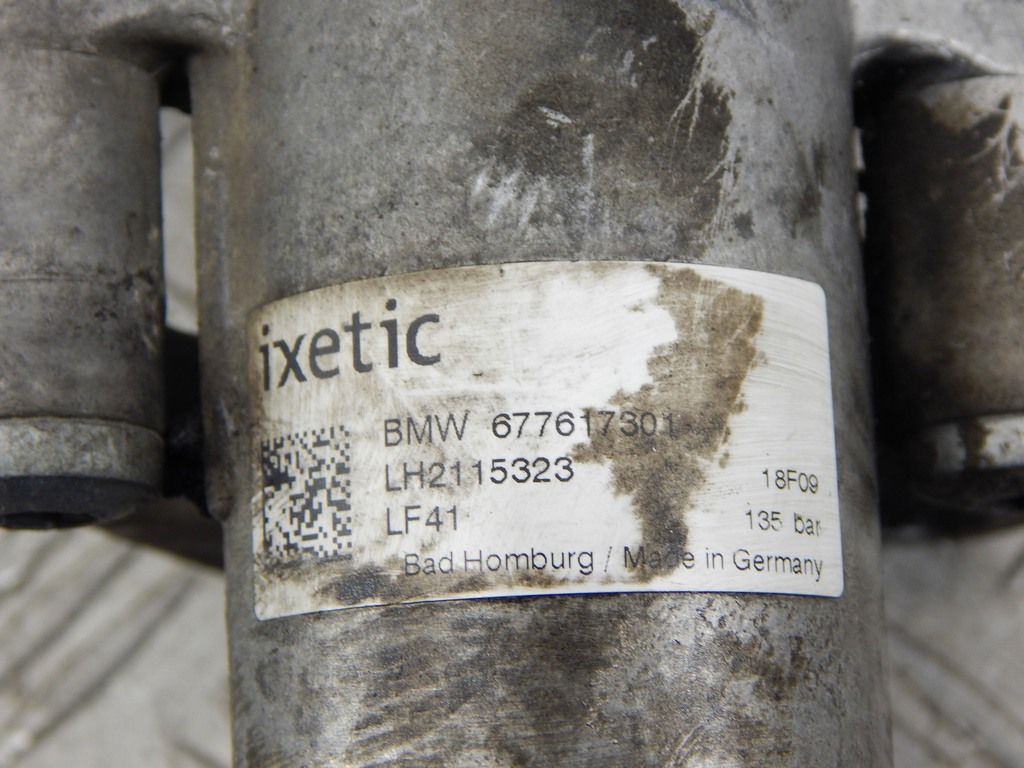 ixetic
BMW 677617301
LH2115323
18F09
LF41
135 bar
Bad Homburg / Made in Germany